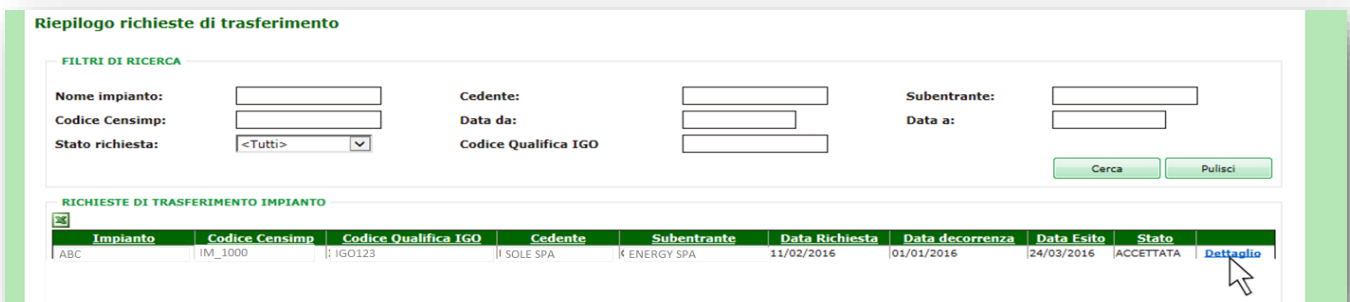 Riepilogo richieste di trasferimento
FILTRI DI RICERCA
Nome impianto: Cedente: Subentrante:
Codice Censimp: Data da: Data a:
Stato richiesta: <Tutti> Codice Qualifica IGO
Cerca Pulisci
RICHIESTE DI TRASFERIMENTO IMPIANTO
Impianto Codice Censimp Codice Qualifica IGO Cedente Subentrante Data Richiesta Data decorrenza Data Esito Stato
ABC IM_1000 IGO123 SOLE SPA ENERGY SPA 11/02/2016 01/01/2016 24/03/2016 ACCETTATA Dettaglio